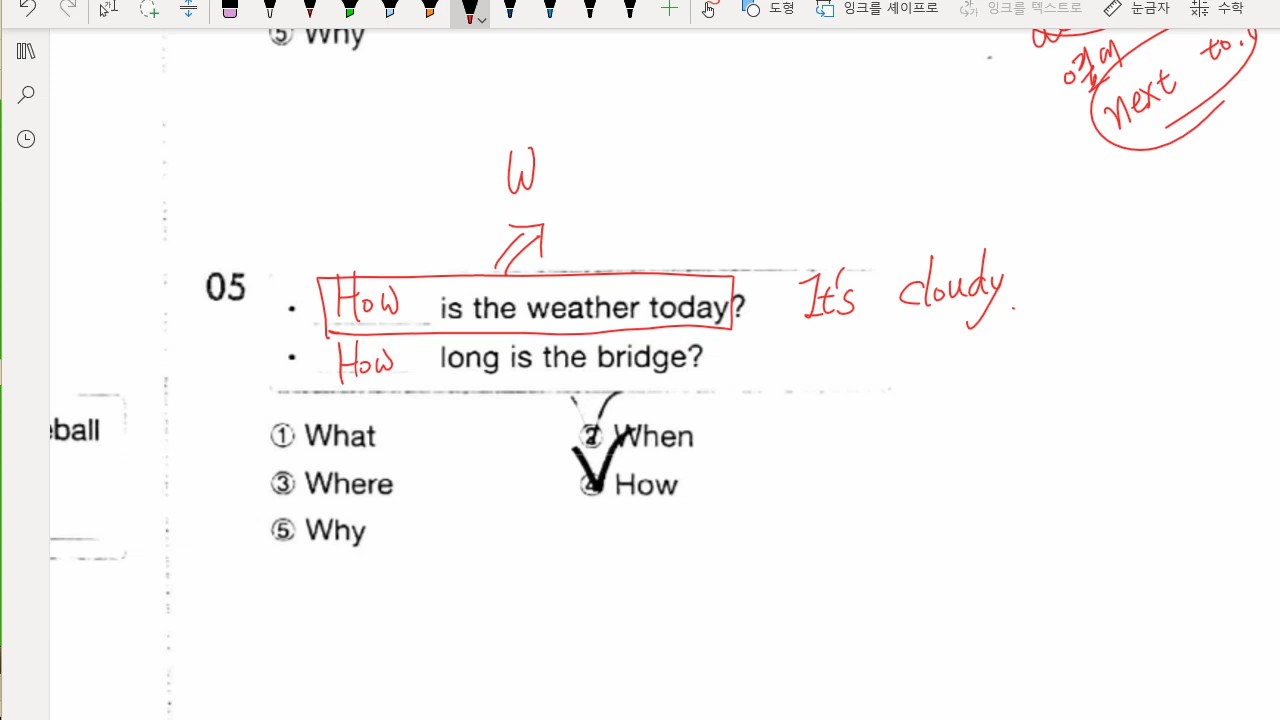 도형
잉크를 셰이프로
잉크를 텍스트로
눈금자
수학
⑤ Why
to.
옆에
next
W
05
• How is the weather today? It's cloudy.
• How long is the bridge?
① What
② When
③ Where
④ How
⑤ Why